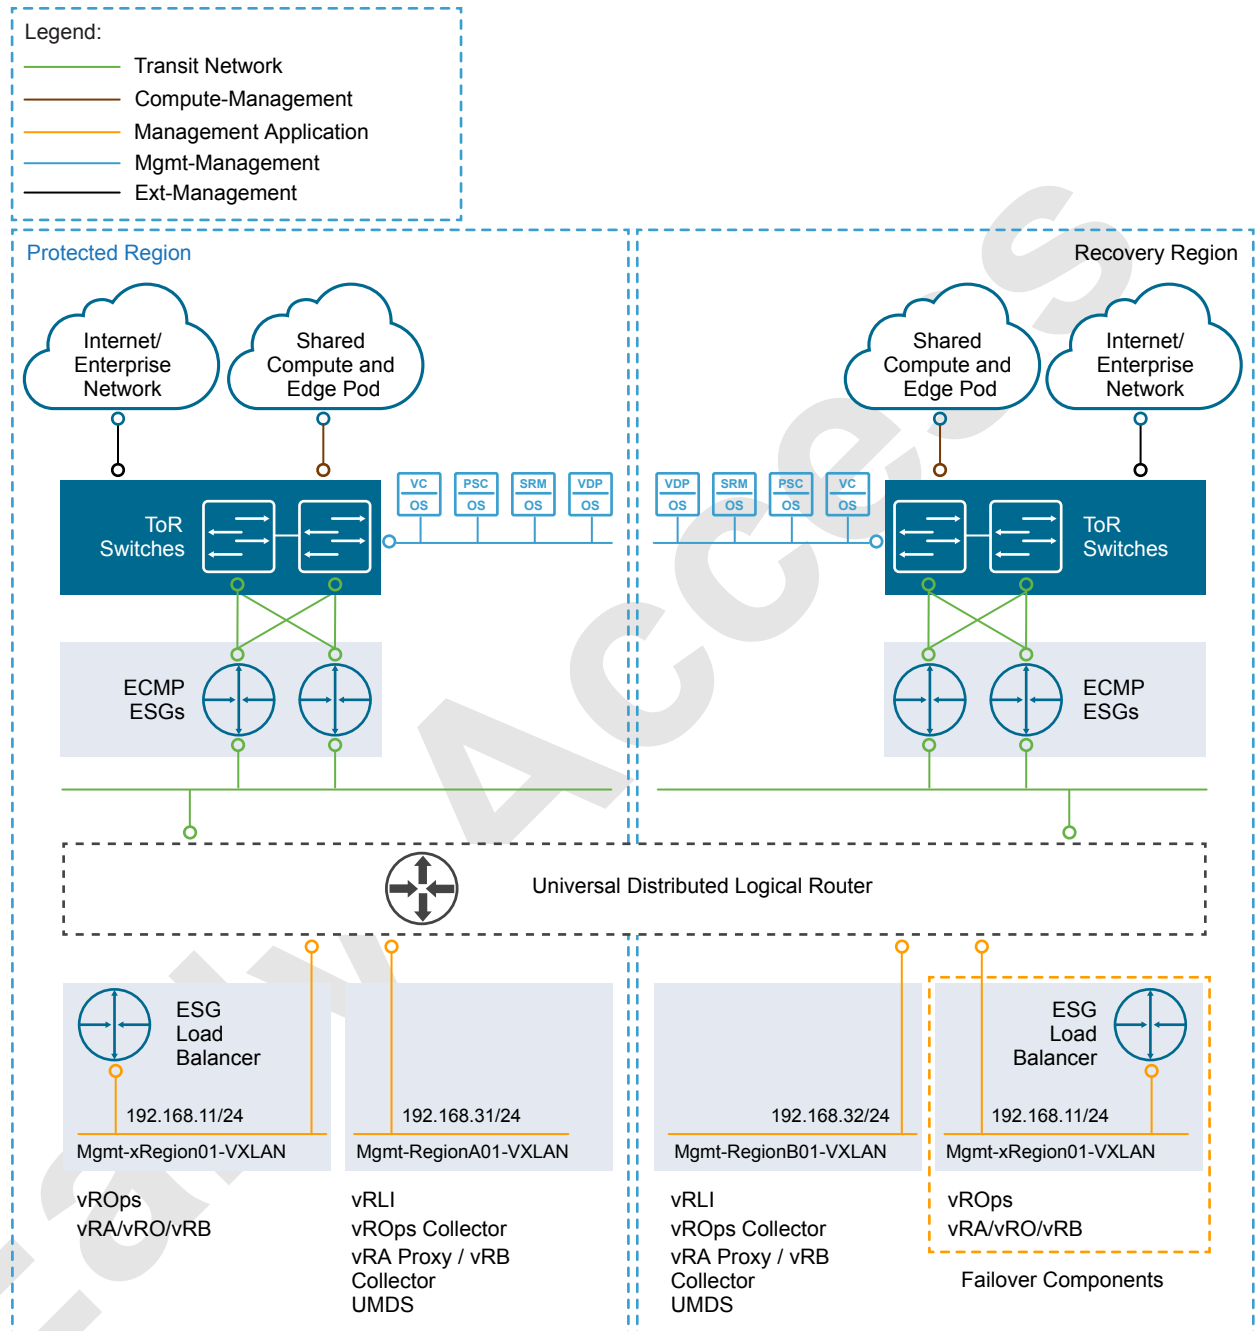 Legend:
Transit Network
Compute-Management
Management Application
Mgmt-Management
Ext-Management
Protected Region
Recovery Region
Internet/
Enterprise
Network
Shared
Compute and
Edge Pod
Shared
Compute and
Edge Pod
Internet/
Enterprise
Network
VC
OS
PSC
OS
SRM
OS
VDP
OS
VDP
OS
SRM
OS
PSC
OS
VC
OS
ToR
Switches
ToR
Switches
ECMP
ESGs
ECMP
ESGs
Universal Distributed Logical Router
ESG
Load
Balancer
192.168.11/24
Mgmt-xRegion01-VXLAN
192.168.31/24
Mgmt-RegionA01-VXLAN
192.168.32/24
Mgmt-RegionB01-VXLAN
ESG
Load
Balancer
192.168.11/24
Mgmt-xRegion01-VXLAN
vROps
vRA/vRO/vRB
vRLI
vROps Collector
vRA Proxy / vRB
Collector
UMDS
vRLI
vROps Collector
vRA Proxy / vRB
Collector
UMDS
vROps
vRA/vRO/vRB
Failover Components
Early Access